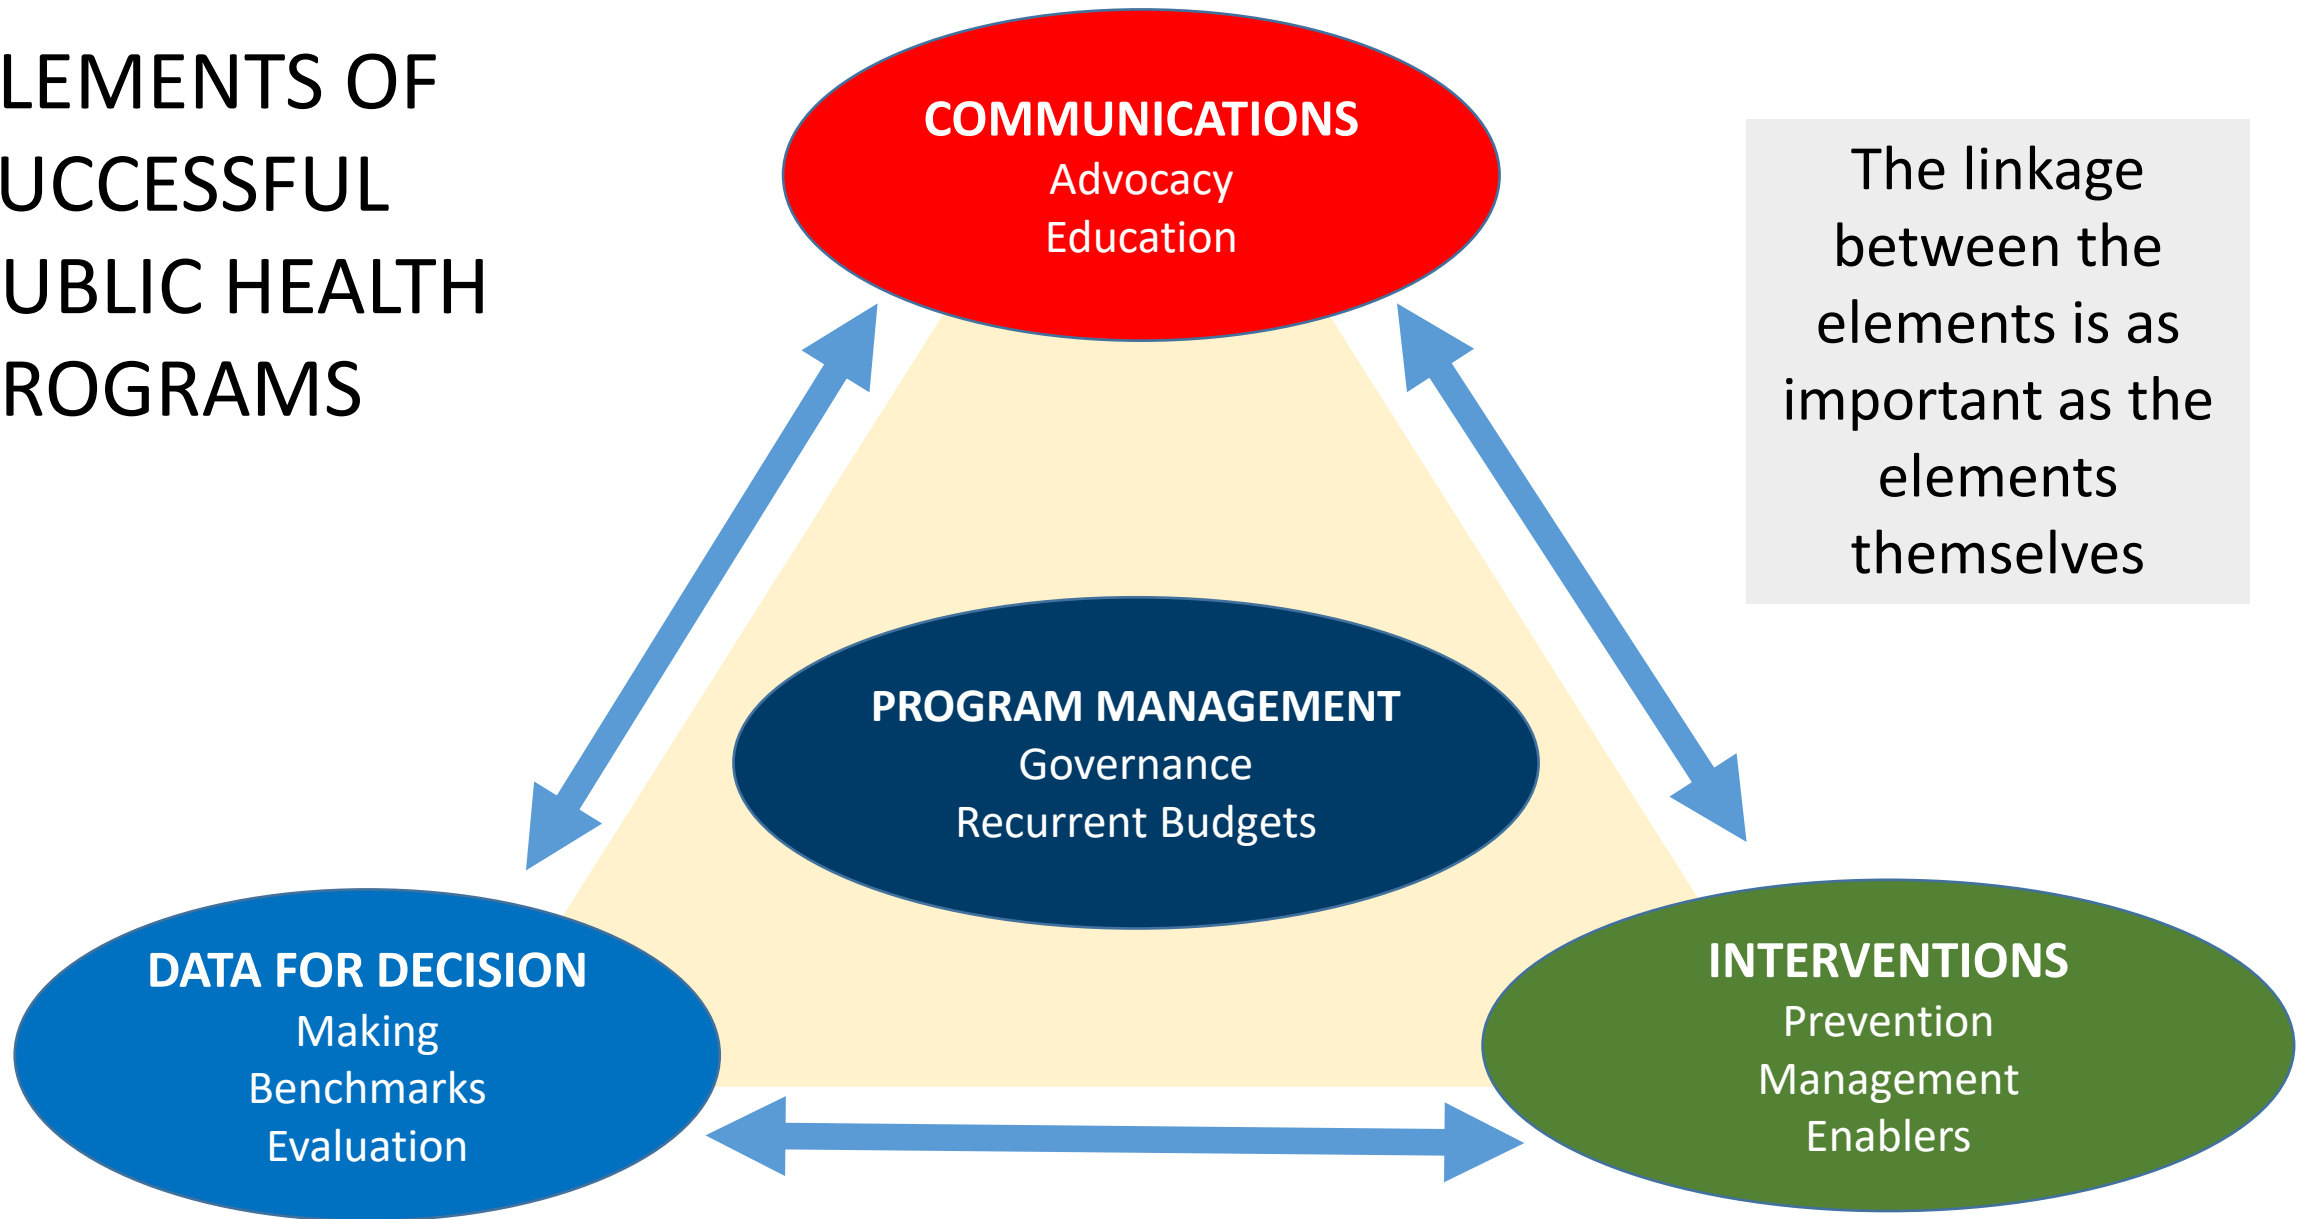 LEMENTS OF
UCCESSFUL
UBLIC HEALTH
ROGRAMS
COMMUNICATIONS
Advocacy
Education
The linkage
between the
elements is as
important as the
elements
themselves
PROGRAM MANAGEMENT
Governance
Recurrent Budgets
DATA FOR DECISION
Making
Benchmarks
Evaluation
INTERVENTIONS
Prevention
Management
Enablers